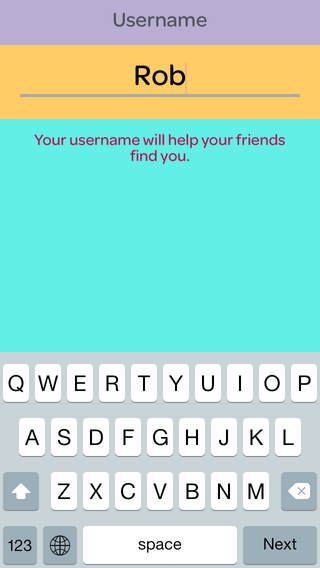 Username
Rob
Your username will help your friends
find you.
Q W E R T Y U I O P
A S D F G H J K L
Z X C V B N M
123 space Next